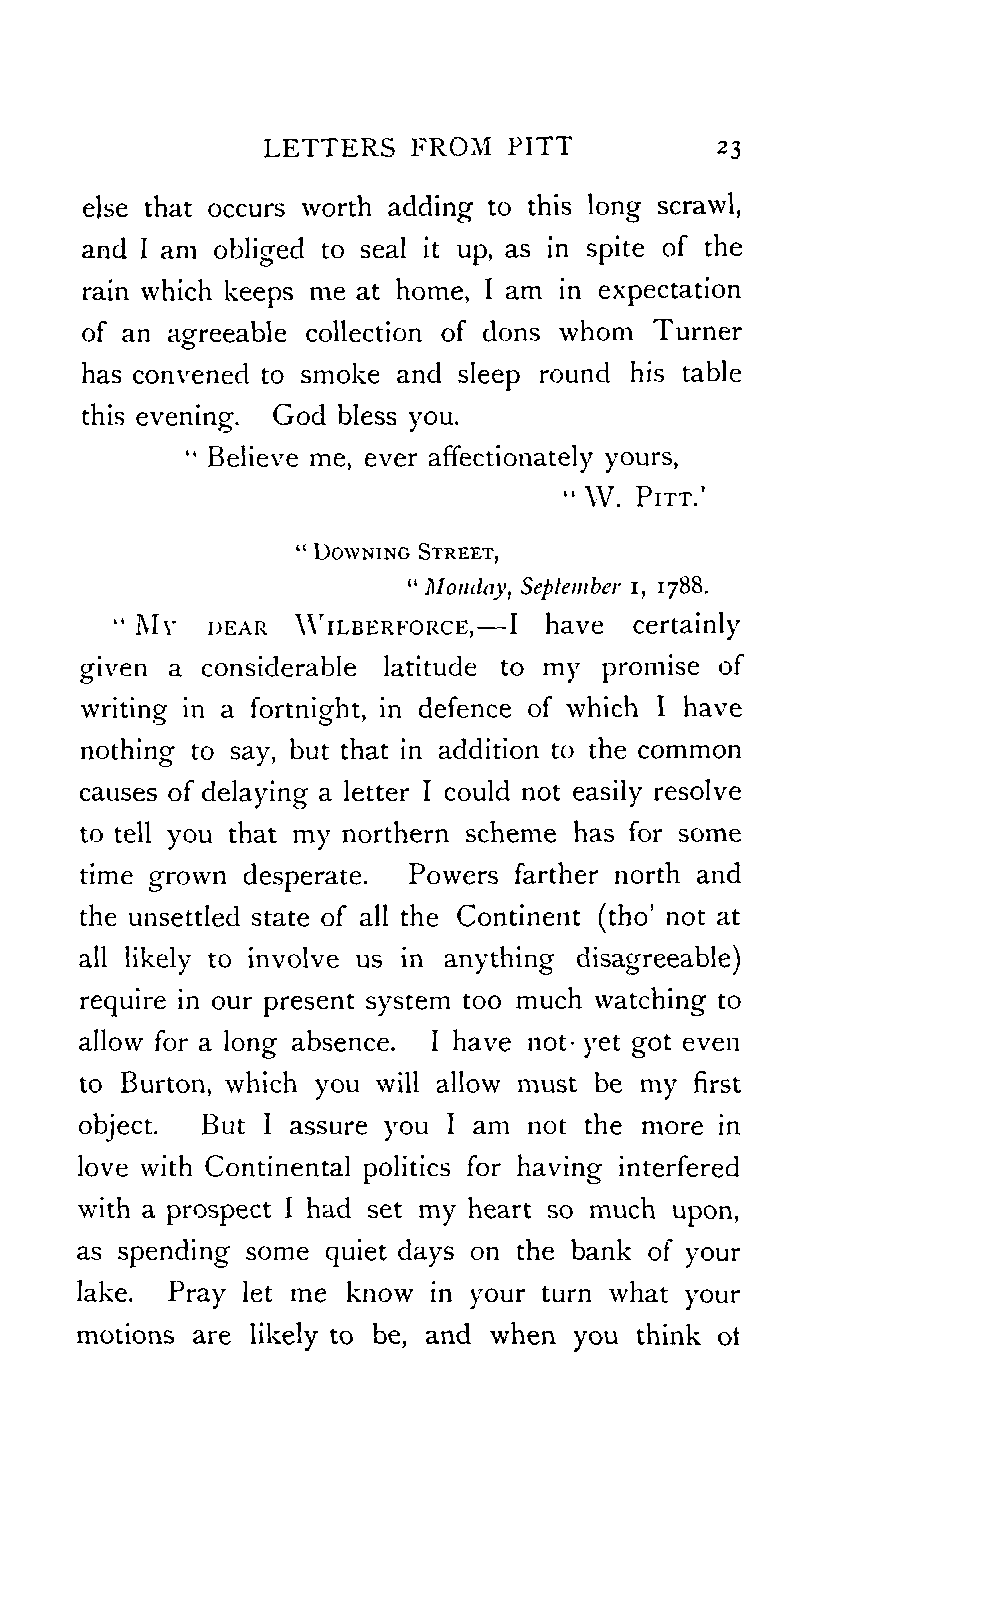 LETTERS FROM PITT 23
else that occurs worth adding to this long scrawl,
and I am obliged to seal it up, as in spite of the
rain which keeps me at home, I am in expectation
of an agreeable collection of dons whom Turner
has convened to smoke and sleep round his table
this evening. God bless you.
“ Believe me, ever affectionately yours,
“ W. PITT.’
“ DOWNING STREET,
“ Monday, September 1, 1788.
“ MY DEAR WILBERFORCE,—I have certainly
given a considerable latitude to my promise of
writing in a fortnight, in defence of which I have
nothing to say, but that in addition to the common
causes of delaying a letter I could not easily resolve
to tell you that my northern scheme has for some
time grown desperate. Powers farther north and
the unsettled state of all the Continent (tho’ not at
all likely to involve us in anything disagreeable)
require in our present system too much watching to
allow for a long absence. I have not yet got even
to Burton, which you will allow must be my first
object. But I assure you I am not the more in
love with Continental politics for having interfered
with a prospect I had set my heart so much upon,
as spending some quiet days on the bank of your
lake. Pray let me know in your turn what your
motions are likely to be, and when you think of